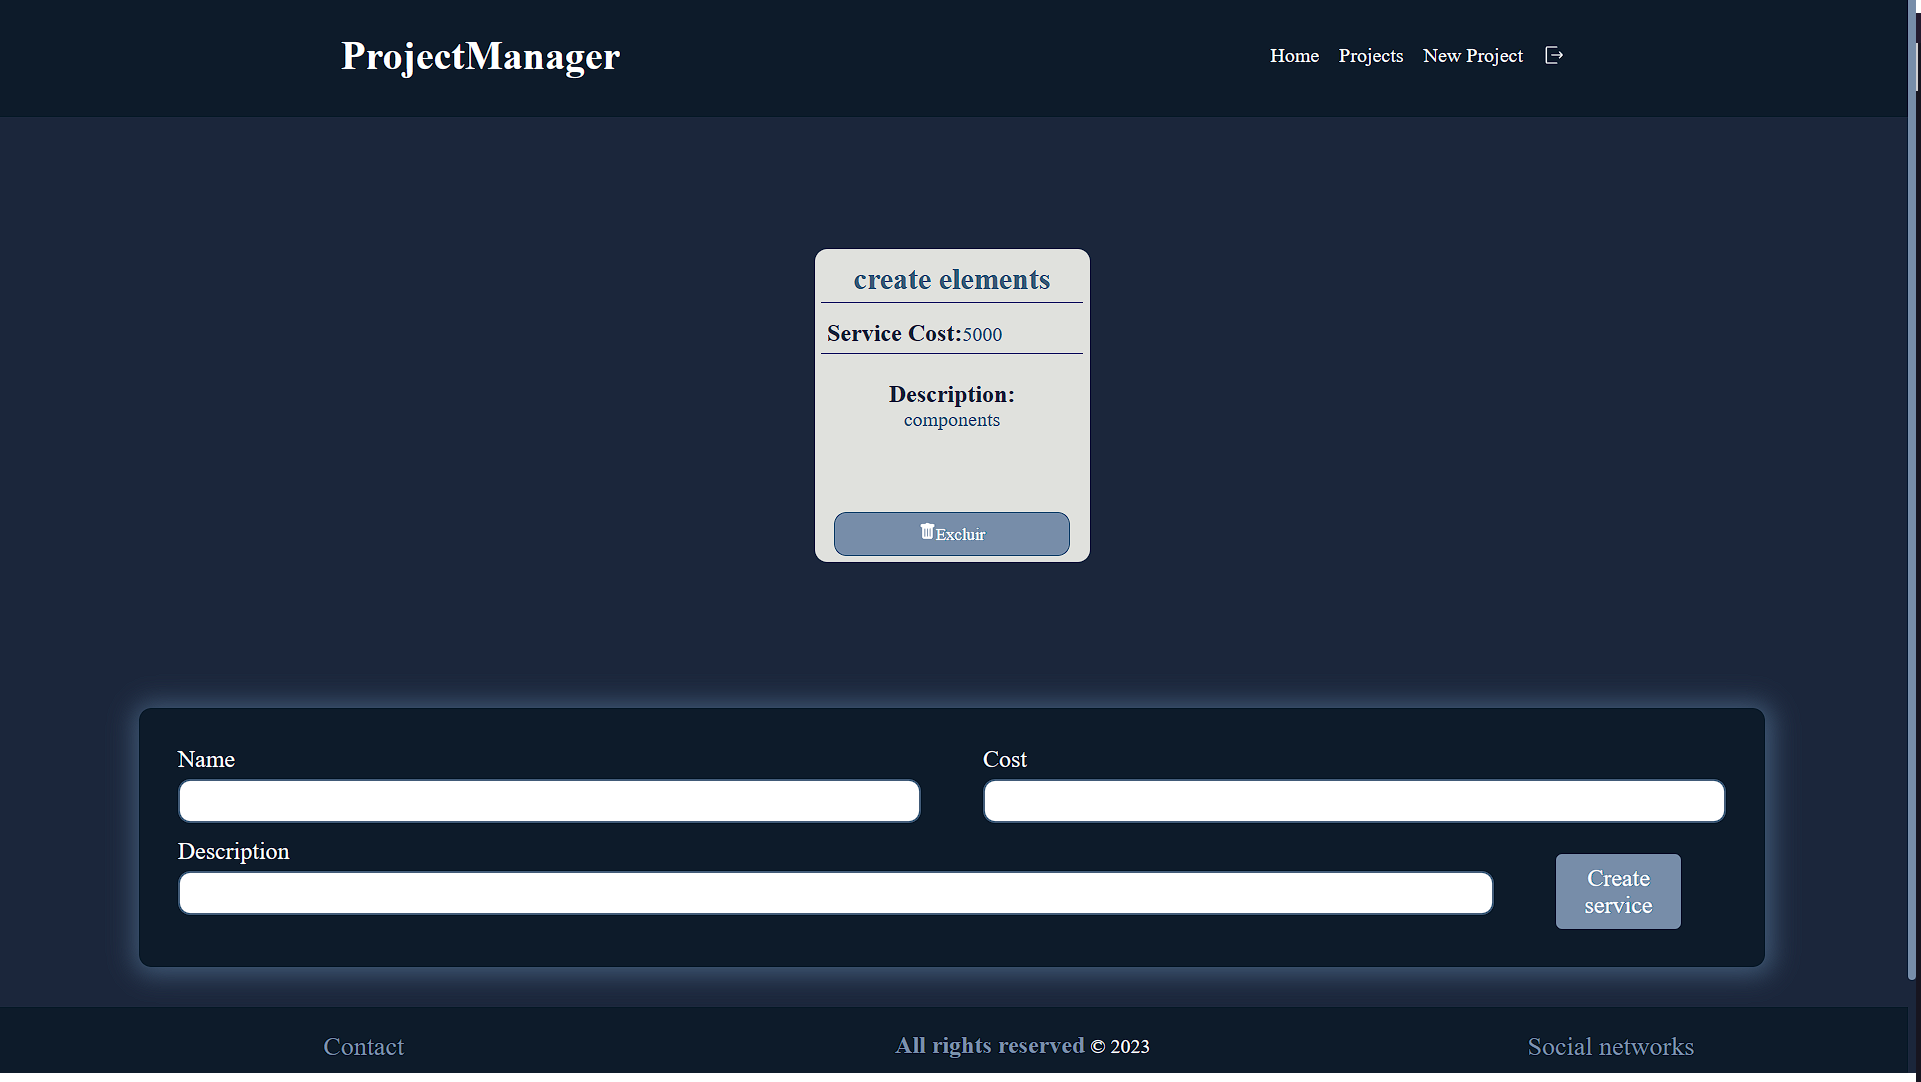 ProjectManager
Home Projects New Project
create elements
Service Cost:5000
Description:
components
Excluir
Name
Cost
Description
Create
service
Contact
All rights reserved © 2023
Social networks